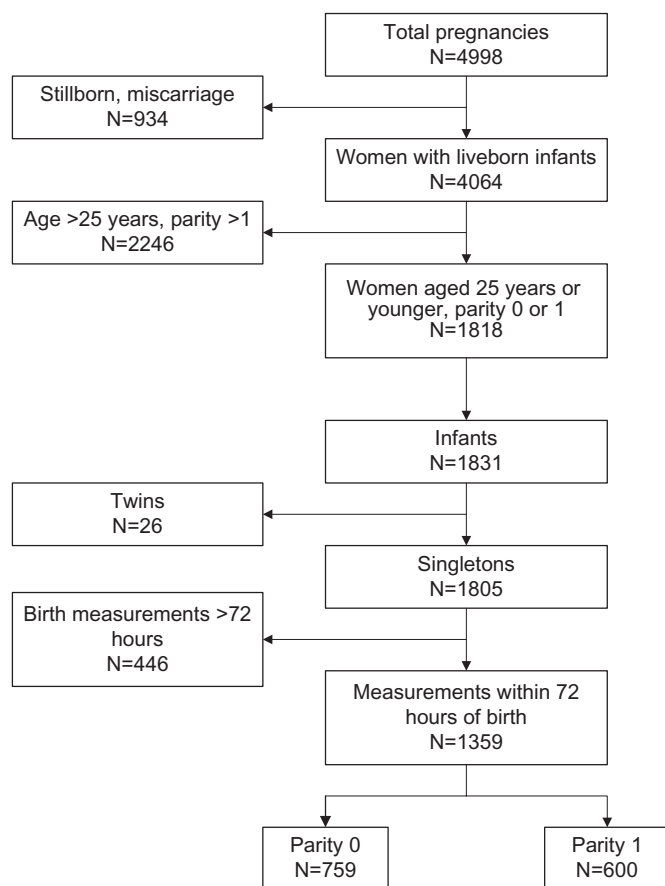 Total pregnancies
N=4998
Stillborn, miscarriage
N=934
Women with liveborn infants
N=4064
Age >25 years, parity >1
N=2246
Women aged 25 years or
younger, parity 0 or 1
N=1818
Infants
N=1831
Twins
N=26
Singletons
N=1805
Birth measurements >72
hours
N=446
Measurements within 72
hours of birth
N=1359
Parity 0
N=759
Parity 1
N=600